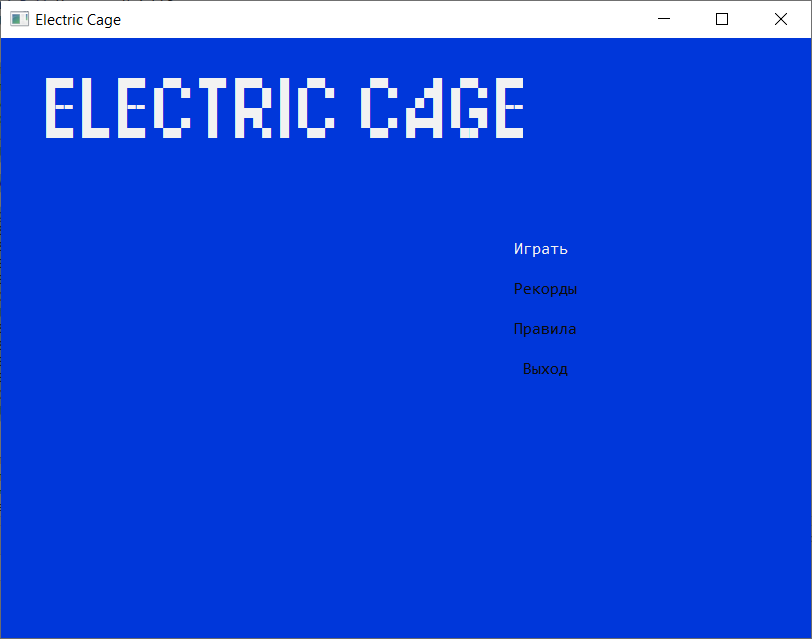 Electric Cage
ELECTRIC CAGE
Играть
Рекорды
Правила
Выход